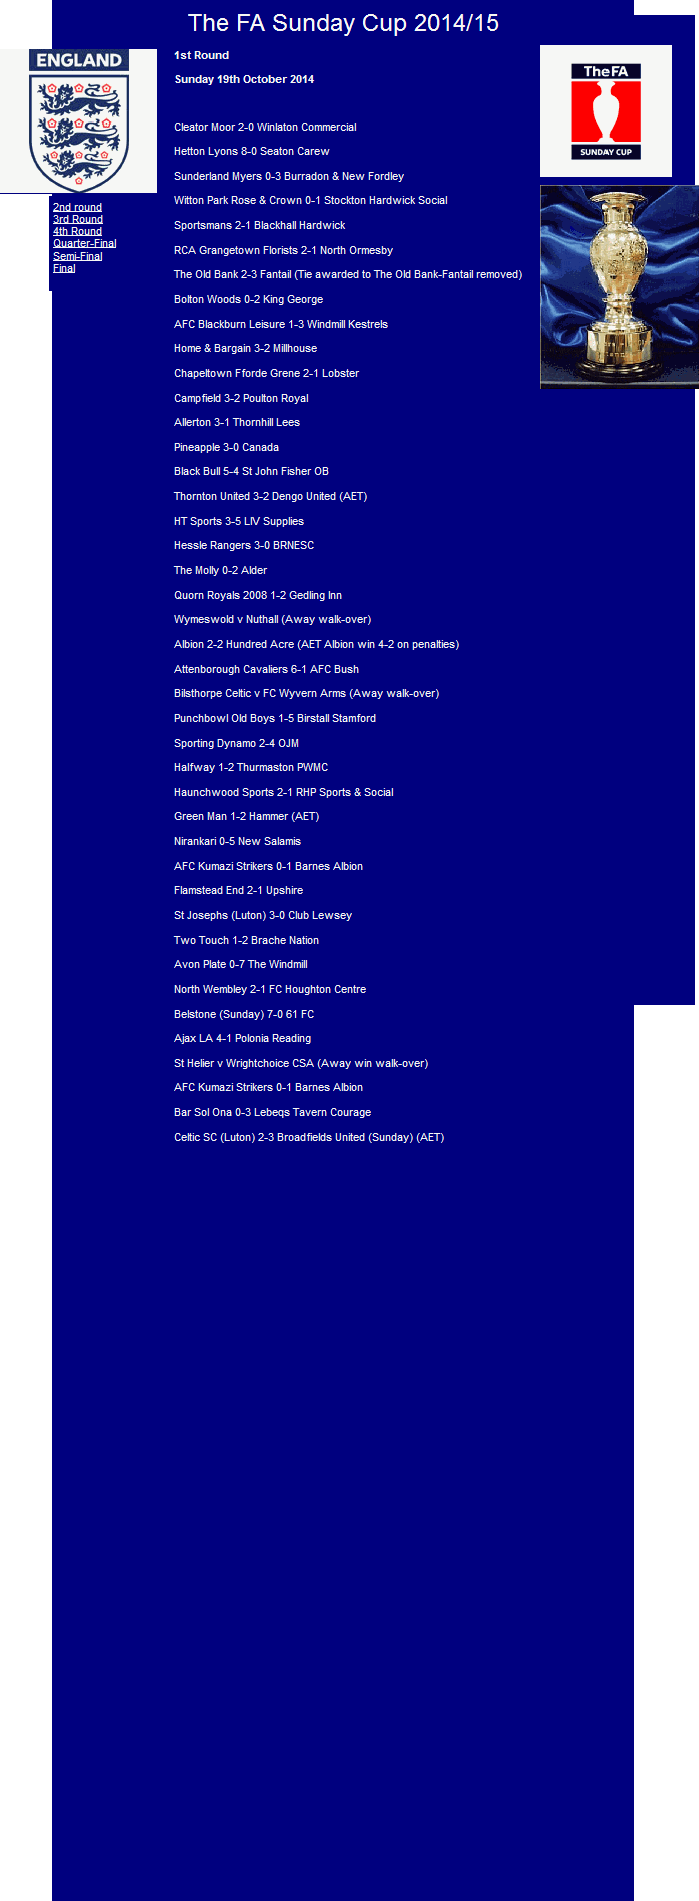 The FA Sunday Cup 2014/15
ENGLAND
2nd round
3rd Round
4th Round
Quarter-Final
Semi-Final
Final
1st Round
Sunday 19th October 2014
Cleator Moor 2-0 Winlaton Commercial
Hetton Lyons 8-0 Seaton Carew
Sunderland Myers 0-3 Burradon & New Fordley
Witton Park Rose & Crown 0-1 Stockton Hardwick Social
Sportsmans 2-1 Blackhall Hardwick
RCA Grangetown Florists 2-1 North Ormesby
The Old Bank 2-3 Fantail (Tie awarded to The Old Bank-Fantail removed)
Bolton Woods 0-2 King George
AFC Blackburn Leisure 1-3 Windmill Kestrels
Home & Bargain 3-2 Millhouse
Chapeltown Fforde Grene 2-1 Lobster
Campfield 3-2 Poulton Royal
Allerton 3-1 Thornhill Lees
Pineapple 3-0 Canada
Black Bull 5-4 St John Fisher OB
Thornton United 3-2 Dengo United (AET)
HT Sports 3-5 LIV Supplies
Hessle Rangers 3-0 BRNESC
The Molly 0-2 Alder
Quorn Royals 2008 1-2 Gedling Inn
Wymeswold v Nuthall (Away walk-over)
Albion 2-2 Hundred Acre (AET Albion win 4-2 on penalties)
Attenborough Cavaliers 6-1 AFC Bush
Bilsthorpe Celtic v FC Wyvern Arms (Away walk-over)
Punchbowl Old Boys 1-5 Birstall Stamford
Sporting Dynamo 2-4 OJM
Halfway 1-2 Thurmaston PWMC
Haunchwood Sports 2-1 RHP Sports & Social
Green Man 1-2 Hammer (AET)
Nirankari 0-5 New Salamis
AFC Kumazi Strikers 0-1 Barnes Albion
Flamstead End 2-1 Upshire
St Josephs (Luton) 3-0 Club Lewsey
Two Touch 1-2 Brache Nation
Avon Plate 0-7 The Windmill
North Wembley 2-1 FC Houghton Centre
Belstone (Sunday) 7-0 61 FC
Ajax LA 4-1 Polonia Reading
St Helier v Wrightchoice CSA (Away win walk-over)
AFC Kumazi Strikers 0-1 Barnes Albion
Bar Sol Ona 0-3 Lebeqs Tavern Courage
Celtic SC (Luton) 2-3 Broadfields United (Sunday) (AET)
The FA
SUNDAY CUP